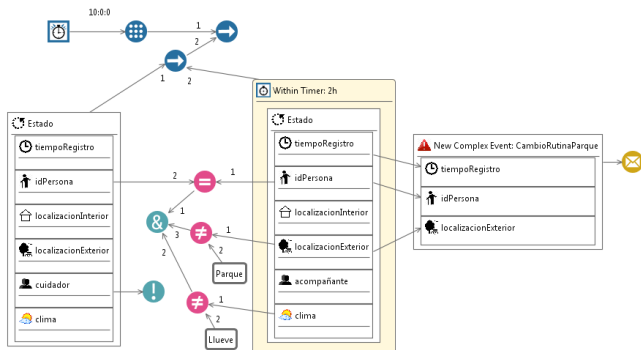 10:0:0
1
2
1
2
Within Timer: 2h
Estado
tiempoRegistro
idPersona
localizacionInterior
localizacionExterior
cuidador
clima
2
1
=
&
1
3
2
≠
1
2
Parque
!
≠
1
2
Llueve
Estado
tiempoRegistro
idPersona
localizacionInterior
localizacionExterior
acompañante
clima
New Complex Event: CambioRutinaParque
tiempoRegistro
idPersona
localizacionExterior